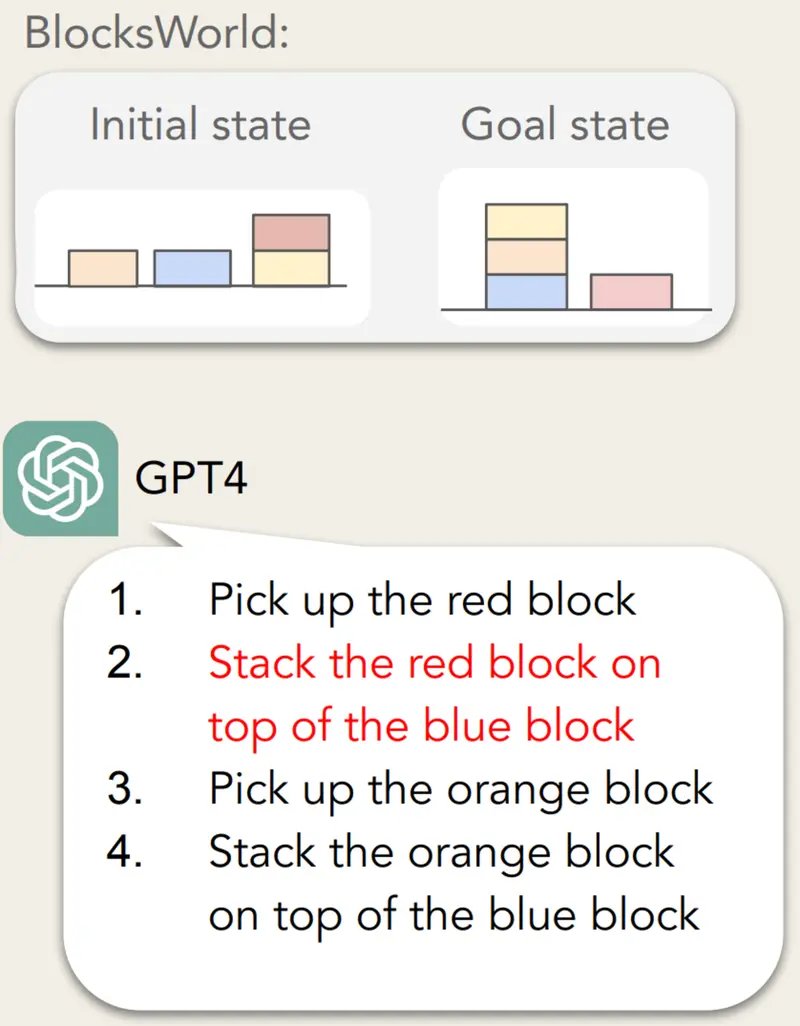 BlocksWorld:
Initial state
Goal state
GPT4
1. Pick up the red block
2. Stack the red block on
top of the blue block
3. Pick up the orange block
4. Stack the orange block
on top of the blue block